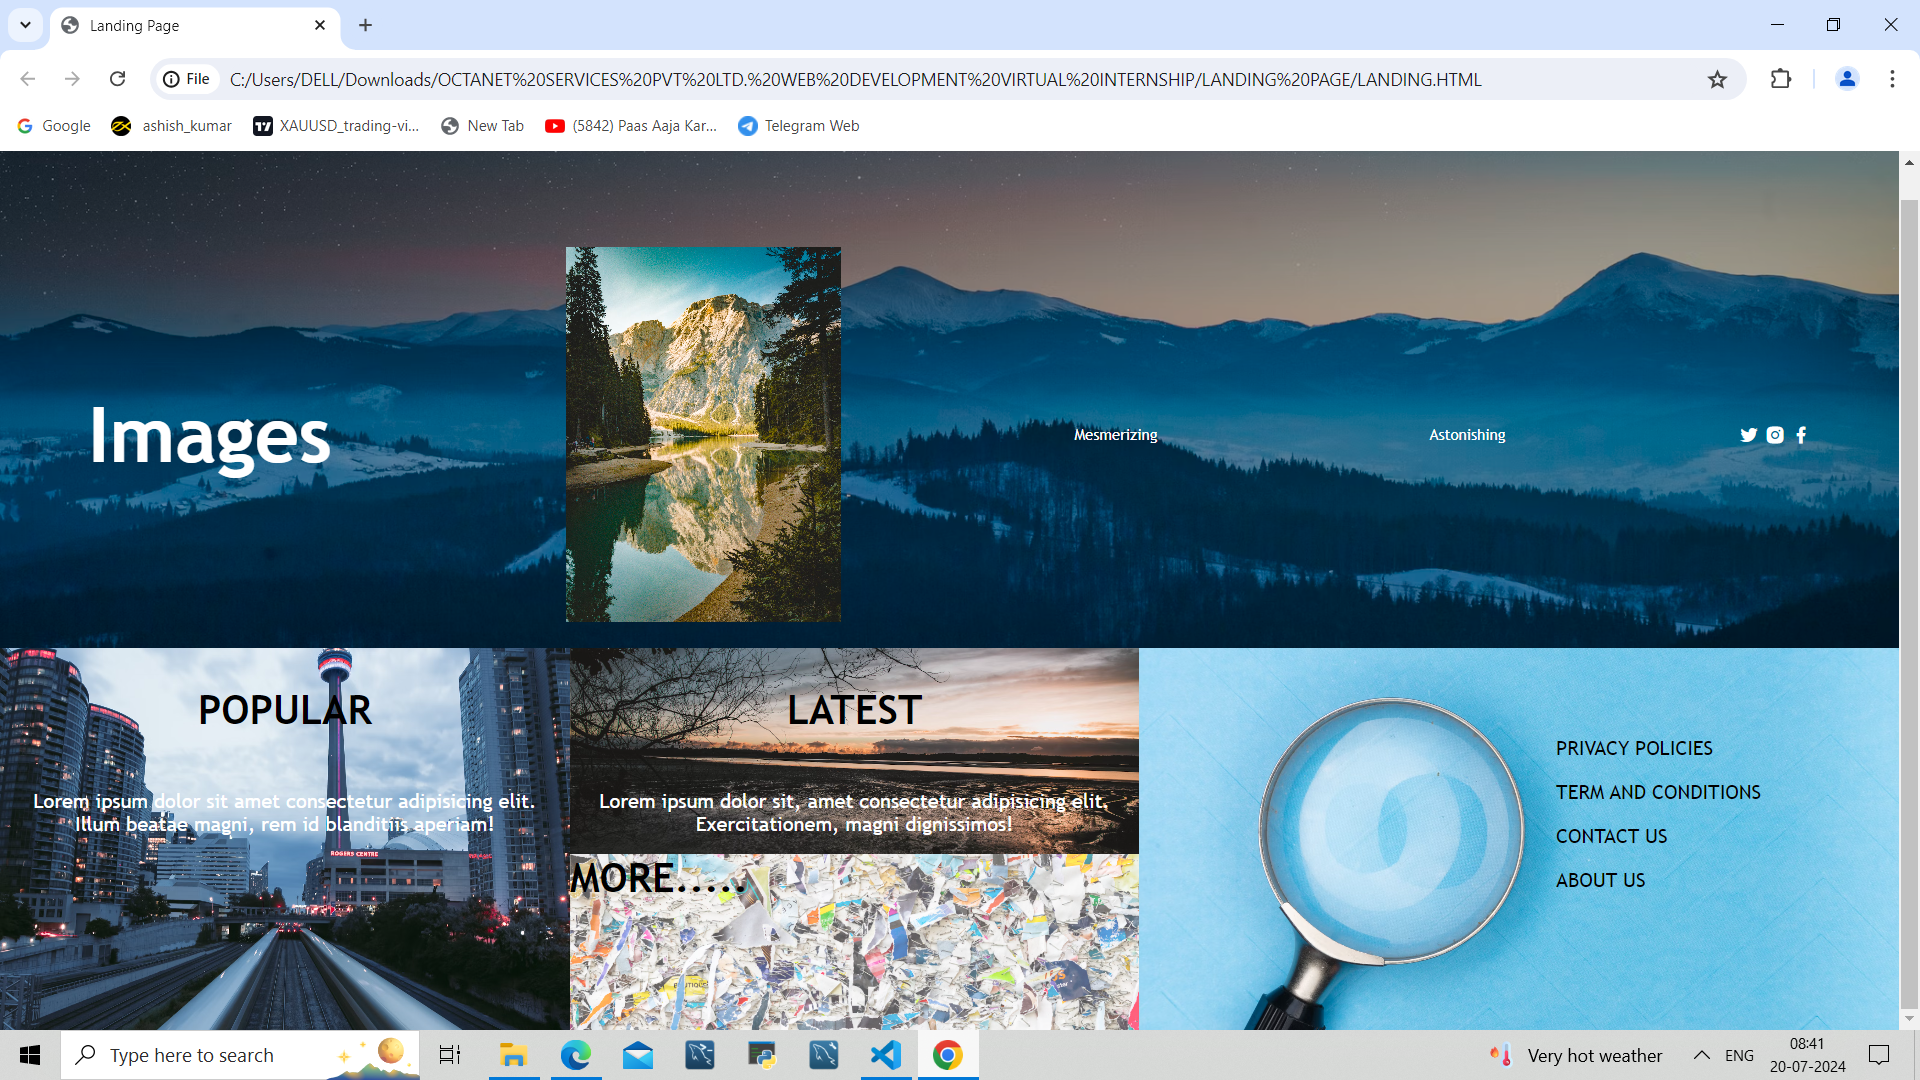 Landing Page
File
C:/Users/DELL/Downloads/OCTANET%20SERVICES%20PVT%20LTD.%20WEB%20DEVELOPMENT%20VIRTUAL%20INTERNSHIP/LANDING%20PAGE/LANDING.HTML
Google
ashish_kumar
XAUUSD_trading-vi...
New Tab
(5842) Paas Aaja Kar...
Telegram Web
Images
Mesmerizing
Astonishing
POPULAR
Lorem ipsum dolor sit amet consectetur adipisicing elit.
Illum beatae magni, rem id blanditiis aperiam!
ROGERS CENTRE
LATEST
Lorem ipsum dolor sit, amet consectetur adipisicing elit.
Exercitationem, magni dignissimos!
MORE.....
PRIVACY POLICIES
TERM AND CONDITIONS
CONTACT US
ABOUT US
Type here to search
Very hot weather
ENG
08:41
20-07-2024